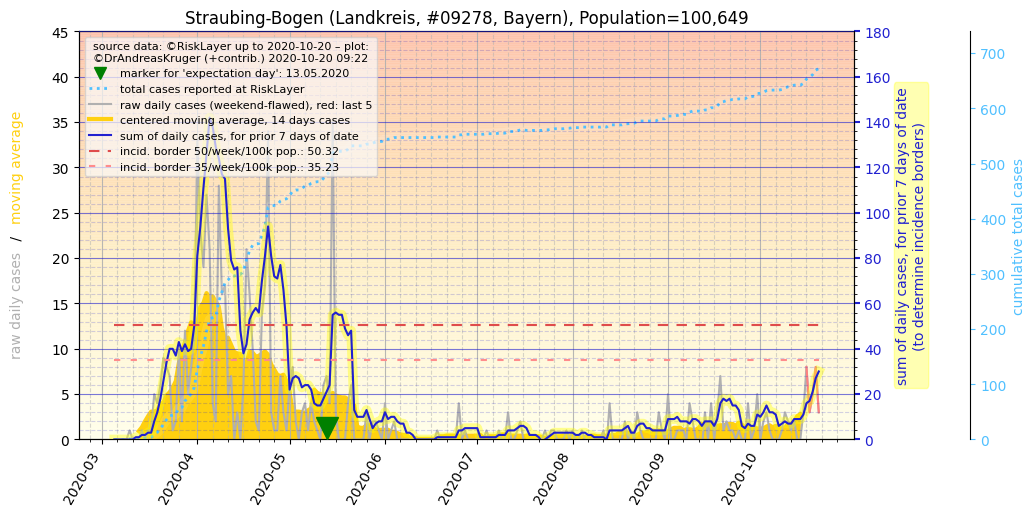 Straubing-Bogen (Landkreis, #09278, Bayern), Population=100,649
source data: ©RiskLayer up to 2020-10-20 – plot:
©DrAndreasKruger (+contrib.) 2020-10-20 09:22
marker for 'expectation day': 13.05.2020
total cases reported at RiskLayer
raw daily cases (weekend-flawed), red: last 5
centered moving average, 14 days cases
sum of daily cases, for prior 7 days of date
incid. border 50/week/100k pop.: 50.32
incid. border 35/week/100k pop.: 35.23
raw daily cases / moving average
45
40
35
30
25
20
15
10
5
0
2020-03
2020-04
2020-05
2020-06
2020-07
2020-08
2020-09
2020-10
180
160
140
120
100
80
60
40
20
0
sum of daily cases, for prior 7 days of date
(to determine incidence borders)
700
600
500
400
300
200
100
0
cumulative total cases